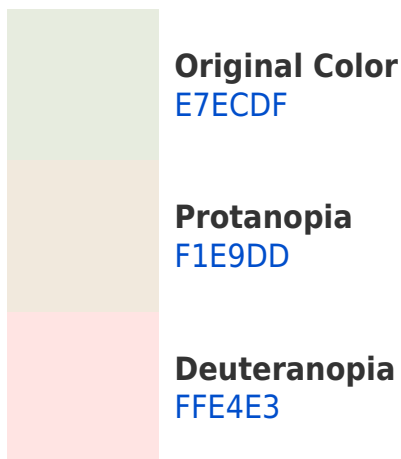 Original Color
E7ECDF
Protanopia
F1E9DD
Deuteranopia
FFE4E3